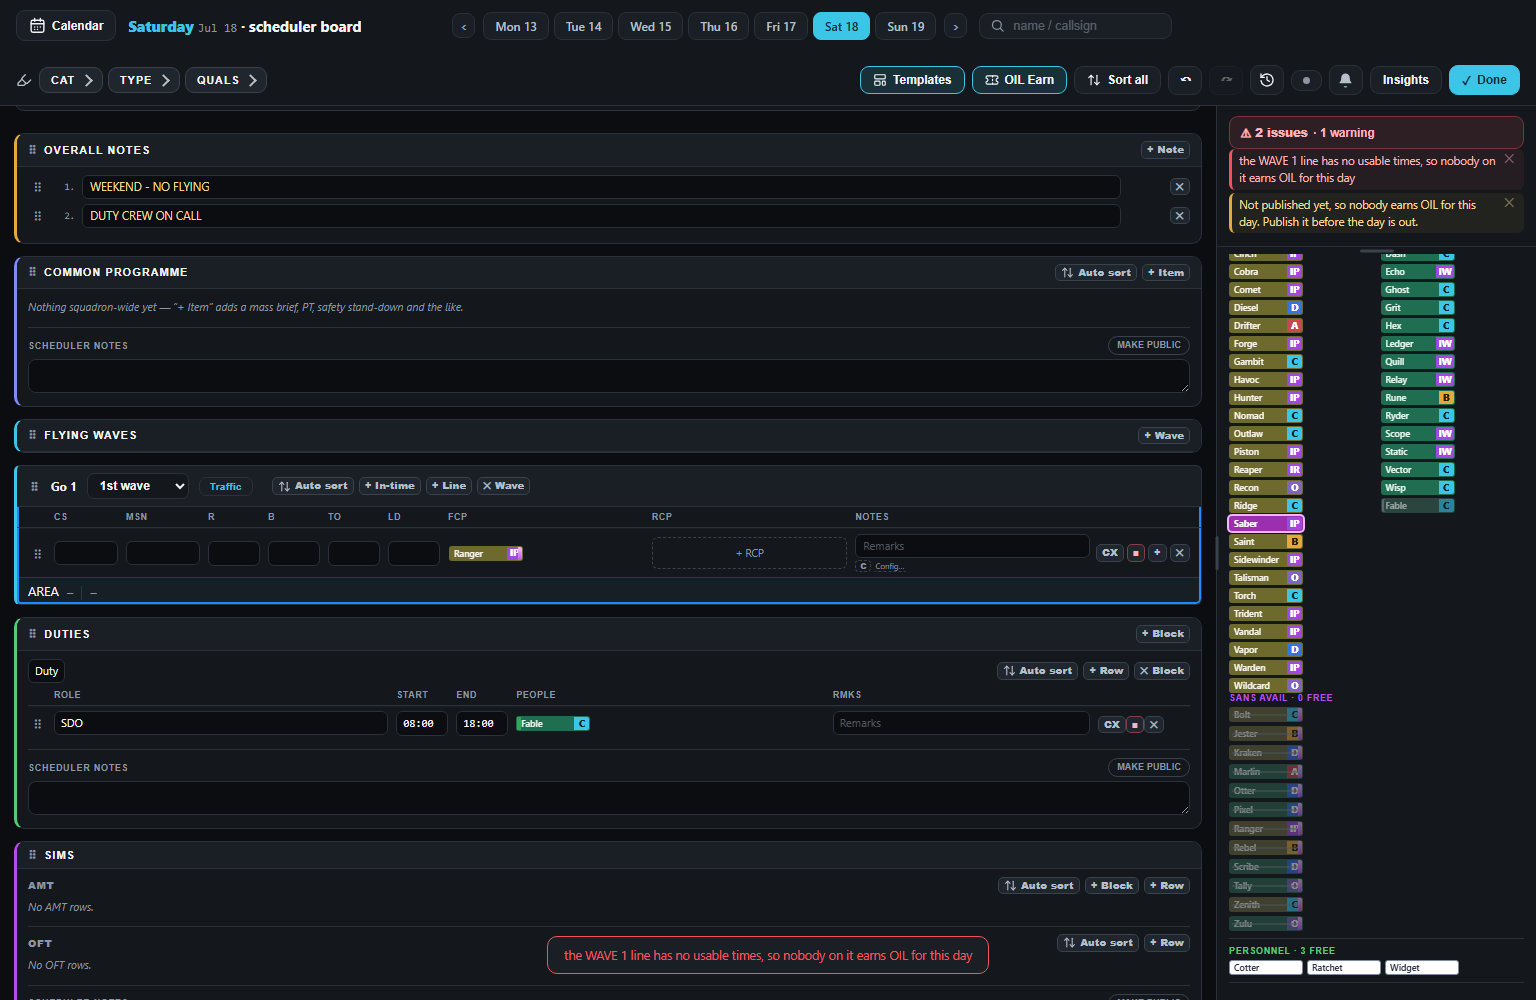 Calendar
Saturday Jul 18 · scheduler board
‹ Mon 13 Tue 14 Wed 15 Thu 16 Fri 17 Sat 18 Sun 19 ›
name / callsign
CAT TYPE QUALS
Templates OIL Earn Sort all Insights ✓ Done
OVERALL NOTES
+ Note
1. WEEKEND - NO FLYING
2. DUTY CREW ON CALL
COMMON PROGRAMME
Auto sort + Item
Nothing squadron-wide yet — “+ Item” adds a mass brief, PT, safety stand-down and the like.
SCHEDULER NOTES
MAKE PUBLIC
FLYING WAVES
+ Wave
Go 1 1st wave Traffic Auto sort + In-time + Line × Wave
CS MSN R B TO LD FCP RCP NOTES
Ranger IP + RCP Remarks CX + ×
C Config...
AREA – | –
DUTIES
+ Block
Duty
Auto sort + Row × Block
ROLE START END PEOPLE RMKS
SDO 08:00 18:00 Fable C Remarks CX ×
SCHEDULER NOTES
MAKE PUBLIC
SIMS
AMT
Auto sort + Block + Row
No AMT rows.
OFT
Auto sort + Row
No OFT rows.
the WAVE 1 line has no usable times, so nobody on it earns OIL for this day
SCHEDULER NOTES
MAKE PUBLIC
⚠ 2 issues · 1 warning
the WAVE 1 line has no usable times, so nobody on
it earns OIL for this day
Not published yet, so nobody earns OIL for this
day. Publish it before the day is out.
Cinch IP
Cobra IP
Comet IP
Diesel D
Drifter A
Forge IP
Gambit C
Havoc IP
Hunter IP
Nomad C
Outlaw C
Piston IP
Reaper IR
Recon O
Ridge C
Saber IP
Saint B
Sidewinder IP
Talisman O
Torch C
Trident IP
Vandal IP
Vapor D
Warden IP
Wildcard O
Dash C
Echo IW
Ghost C
Grit C
Hex C
Ledger IW
Quill IW
Relay IW
Rune B
Ryder C
Scope IW
Static IW
Vector C
Wisp C
Fable C
SANS AVAIL · 0 FREE
Bolt C
Jester B
Kraken D
Marlin A
Otter D
Pixel D
Ranger IP
Rebel B
Scribe D
Tally O
Zenith C
Zulu O
PERSONNEL · 3 FREE
Cotter Ratchet Widget